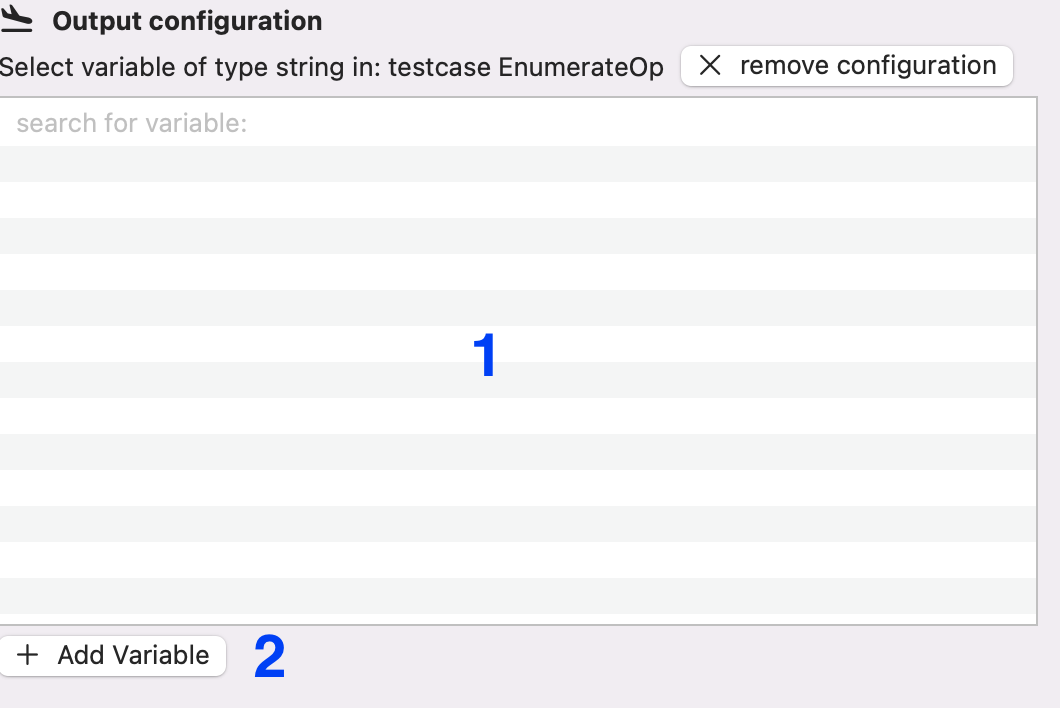 Output configuration
Select variable of type string in: testcase EnumerateOp remove configuration
search for variable:
1
+ Add Variable 2